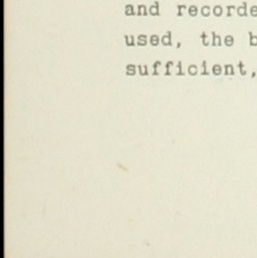 and recorde
used, the b
sufficient,